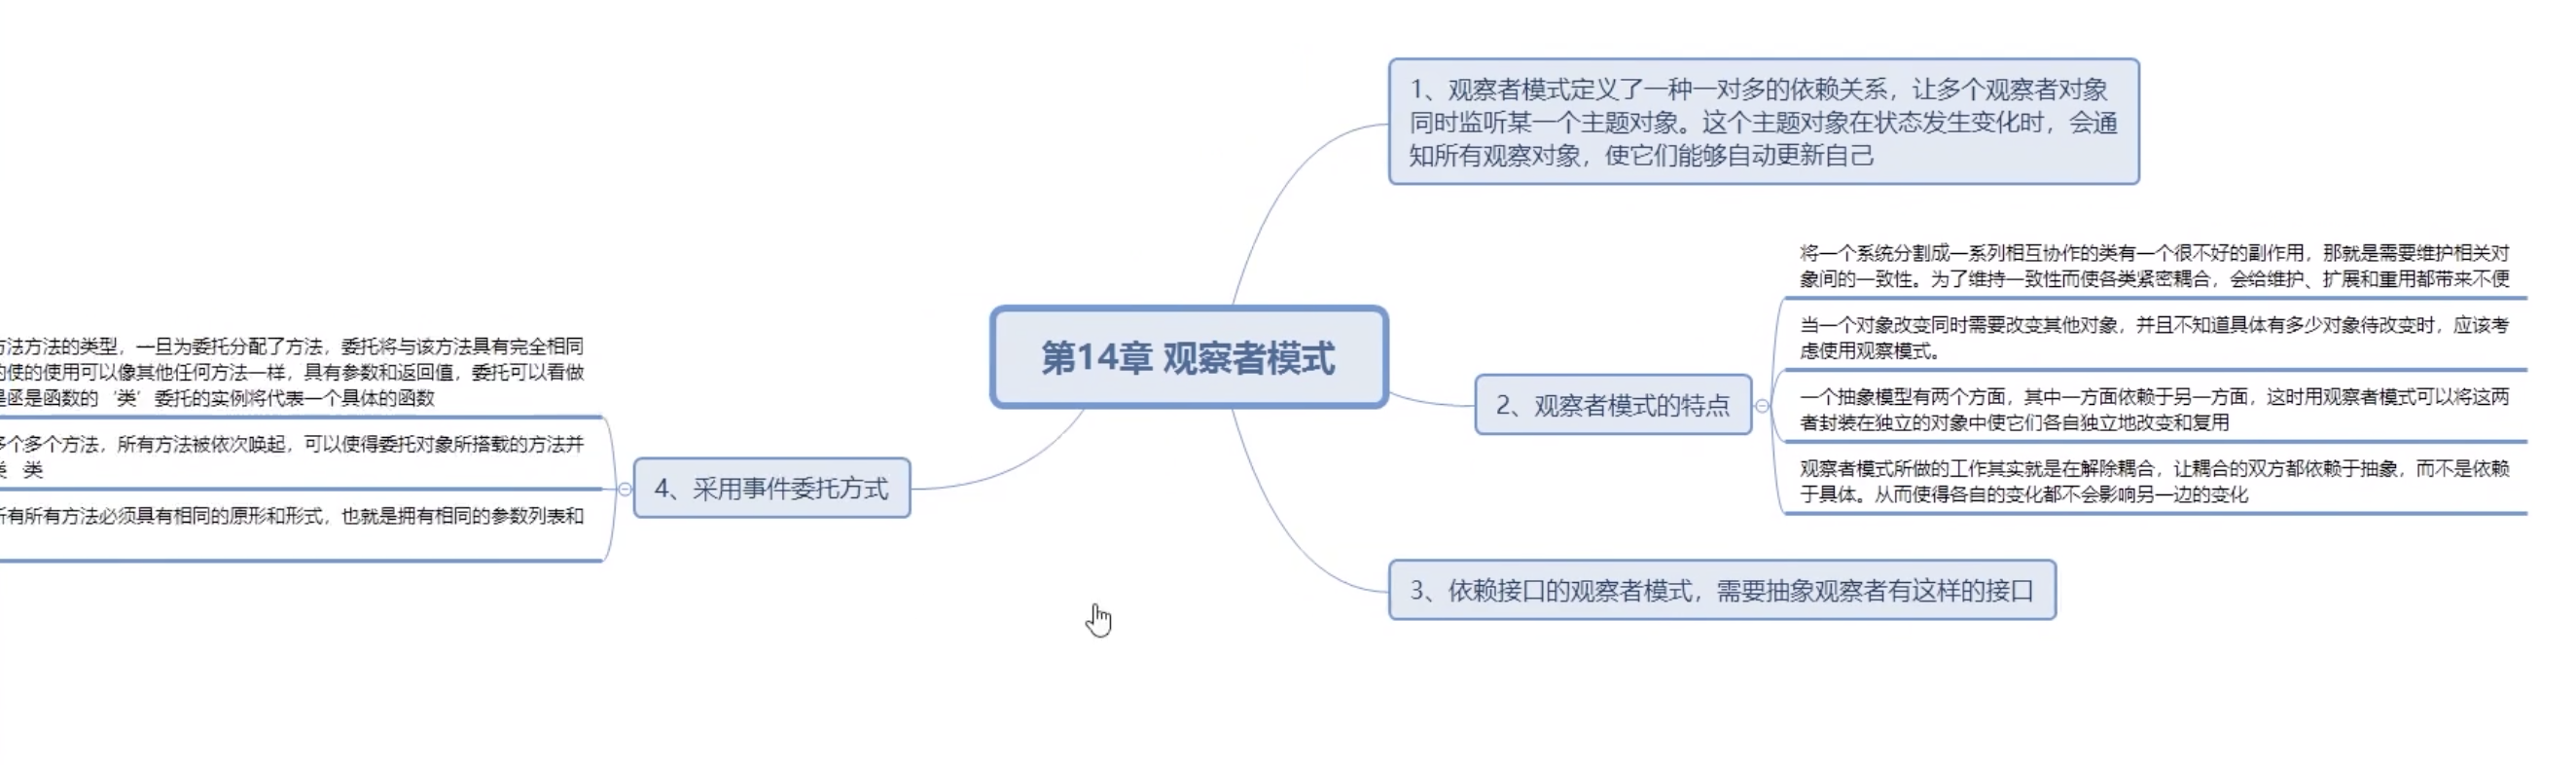 1、观察者模式定义了一种一对多的依赖关系，让多个观察者对象
同时监听某一个主题对象。这个主题对象在状态发生变化时，会通
知所有观察对象，使它们能够自动更新自己
将一个系统分割成一系列相互协作的类有一个很不好的副作用，那就是需要维护相关对
象间的一致性。为了维持一致性而使各类紧密耦合，会给维护、扩展和重用都带来不便
当一个对象改变同时需要改变其他对象，并且不知道具体有多少对象待改变时，应该考
虑使用观察模式。
第14章 观察者模式
2、观察者模式的特点
一个抽象模型有两个方面，其中一方面依赖于另一方面，这时用观察者模式可以将这两
者封装在独立的对象中使它们各自独立地改变和复用
观察者模式所做的工作其实就是在解除耦合，让耦合的双方都依赖于抽象，而不是依赖
于具体。从而使得各自的变化都不会影响另一边的变化
3、依赖接口的观察者模式，需要抽象观察者有这样的接口
4、采用事件委托方式
法方法的类型，一旦为委托分配了方法，委托将与该方法具有完全相同
使的使用可以像其他任何方法一样，具有参数和返回值，委托可以看做
函是函数的‘类’委托的实例将代表一个具体的函数
个多个方法，所有方法被依次唤起，可以使得委托对象所搭载的方法并
类
有所有方法必须具有相同的原形和形式，也就是拥有相同的参数列表和